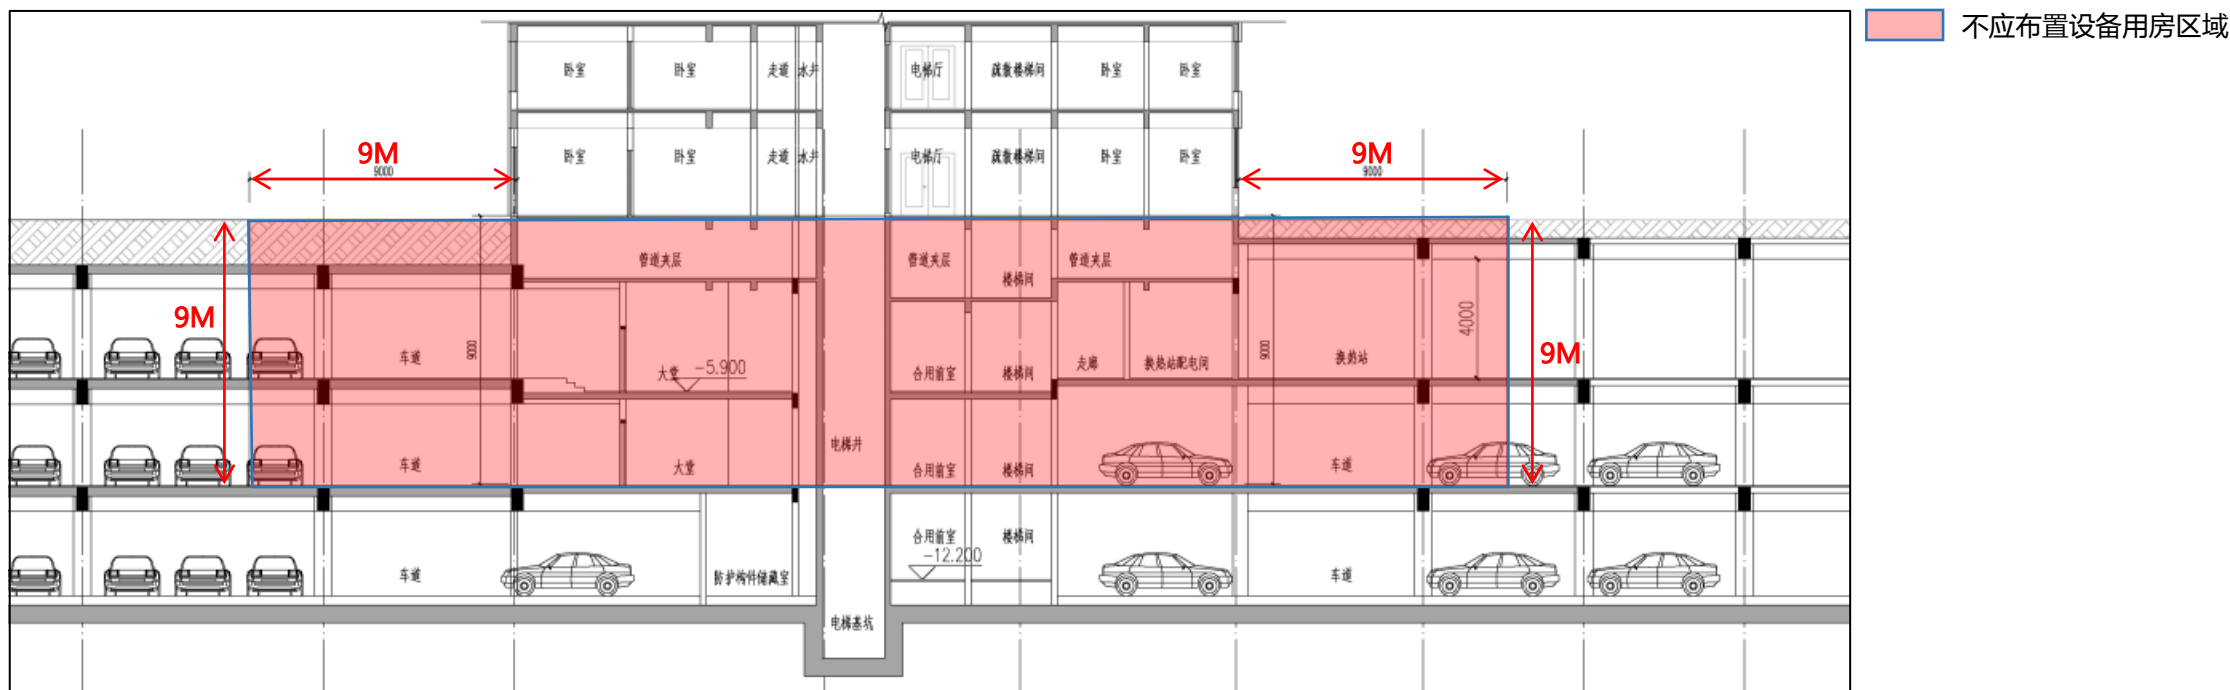 不应布置设备用房区域
卧室 卧室 走道 水井 电梯厅 疏散楼梯间 卧室 卧室
卧室 卧室 走道 水井 电梯厅 疏散楼梯间 卧室 卧室
9M 9M
9000 9000
管道夹层 管道夹层 管道夹层
楼梯间
9M 9M
4000
9000 9000
车道 大堂 -5.900 合用前室 楼梯间 走廊 换热站配电间 换热站
车道 大堂 电梯井 合用前室 楼梯间 车道
合用前室 楼梯间
-12.200
车道 防护构件储藏室 车道
电梯基坑